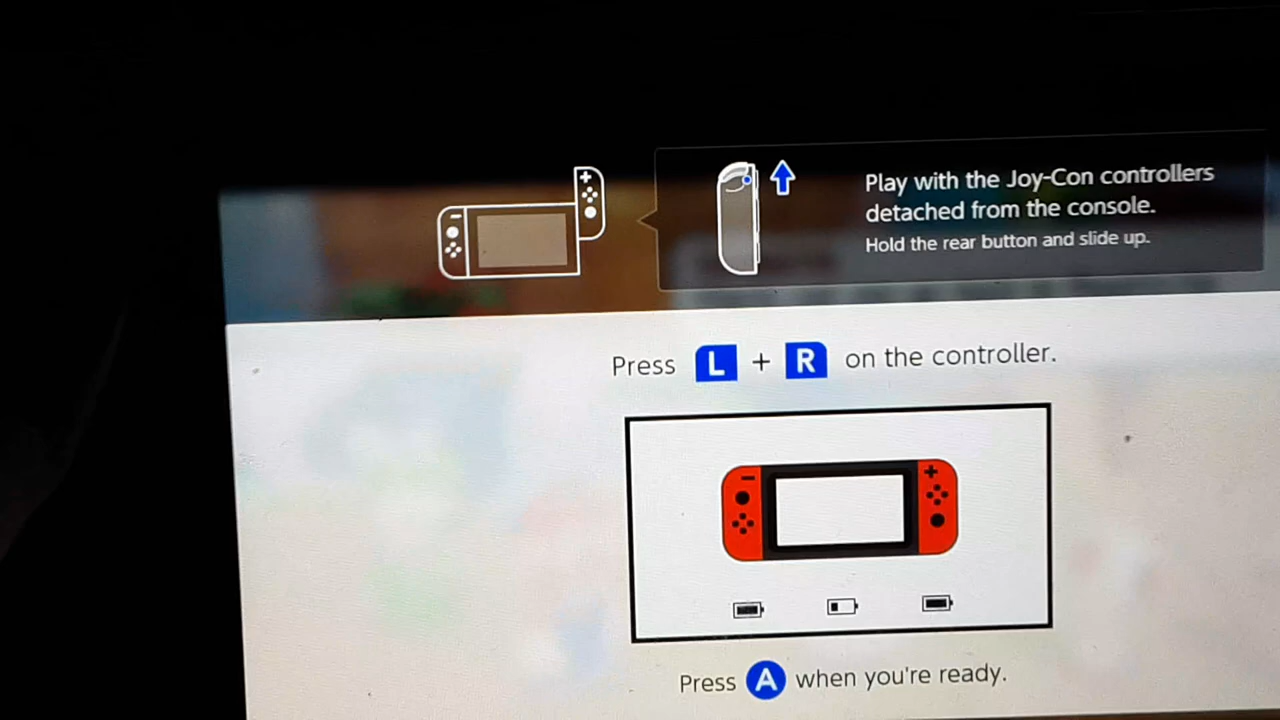 Play with the Joy-Con controllers
detached from the console.
Hold the rear button and slide up.
Press L + R on the controller.
Press A when you're ready.